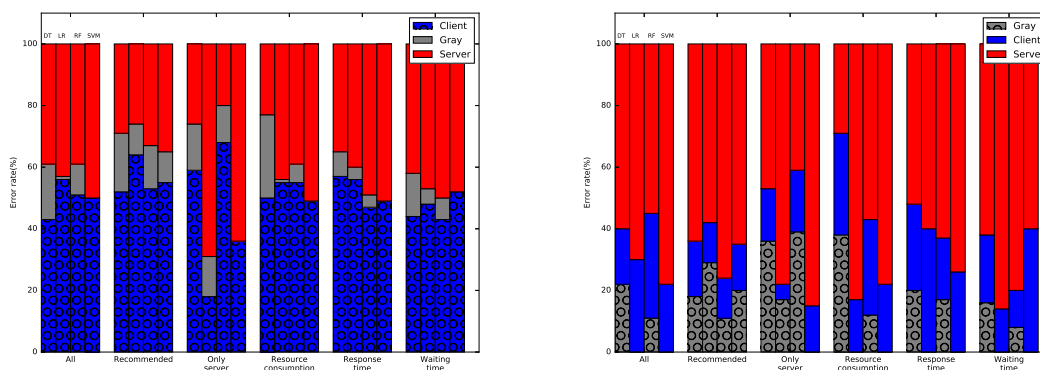 DT LR RF SVM
Client
Gray
Server
100
80
60
40
20
0
Error rate(%)
All
Recommended
Only
server
Resource
consumption
Response
time
Waiting
time
DT LR RF SVM
Gray
Client
Server
100
80
60
40
20
0
Error rate(%)
All
Recommended
Only
server
Resource
consumption
Response
time
Waiting
time